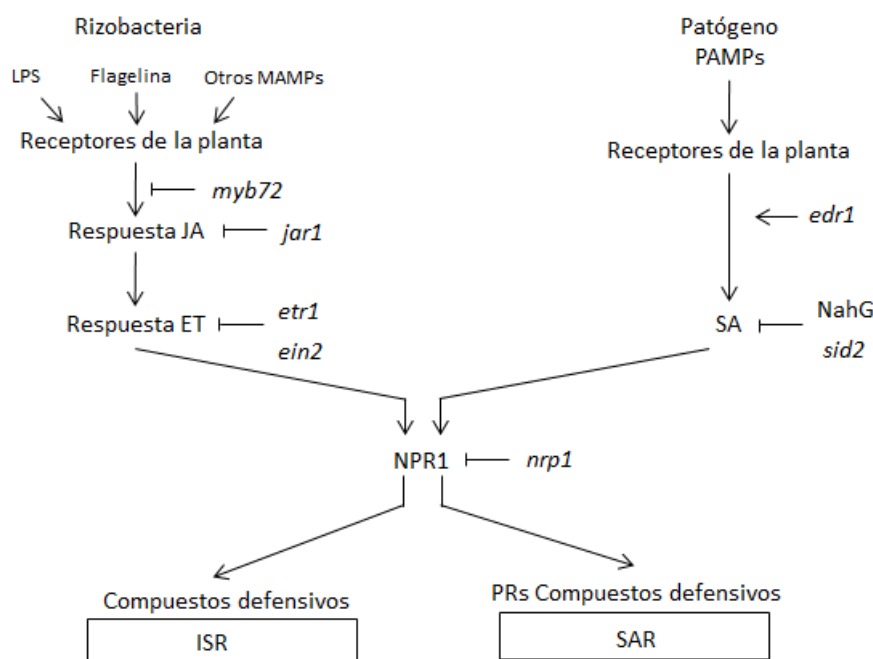 Rizobacteria
LPS
Flagelina
Otros MAMPs
Receptores de la planta
myb72
Respuesta JA
jar1
Respuesta ET
etr1
ein2
Patógeno
PAMPs
Receptores de la planta
edr1
SA
NahG
sid2
NPR1
nrp1
Compuestos defensivos
ISR
PRs Compuestos defensivos
SAR